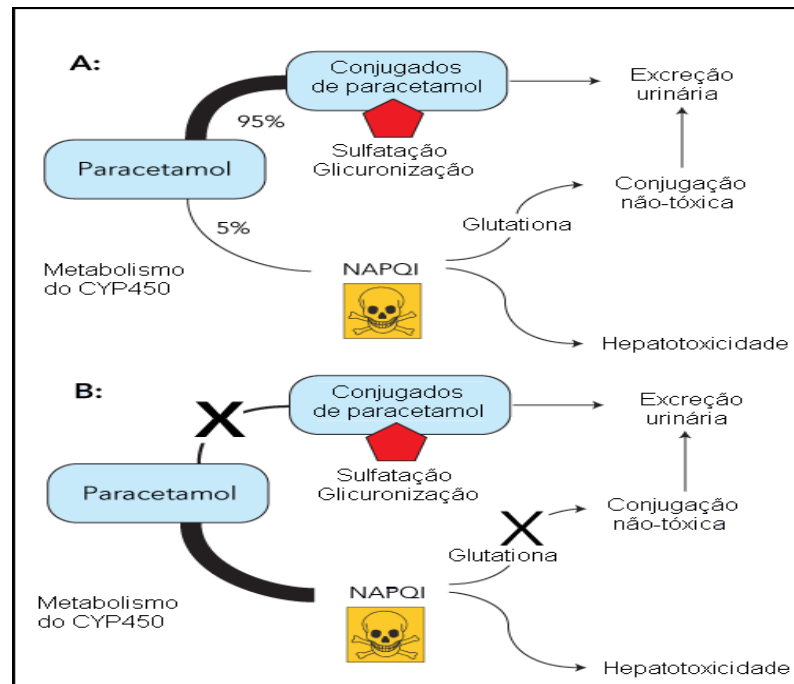 A:
Conjugados
de paracetamol
Excreção
urinária
95%
Sulfatação
Glicuronização
Paracetamol
Conjugação
não-tóxica
Glutationa
5%
Metabolismo
do CYP450
NAPQI
Hepatotoxicidade
B:
Conjugados
de paracetamol
Excreção
urinária
X
Sulfatação
Glicuronização
Paracetamol
Conjugação
não-tóxica
X
Glutationa
NAPQI
Metabolismo
do CYP450
Hepatotoxicidade